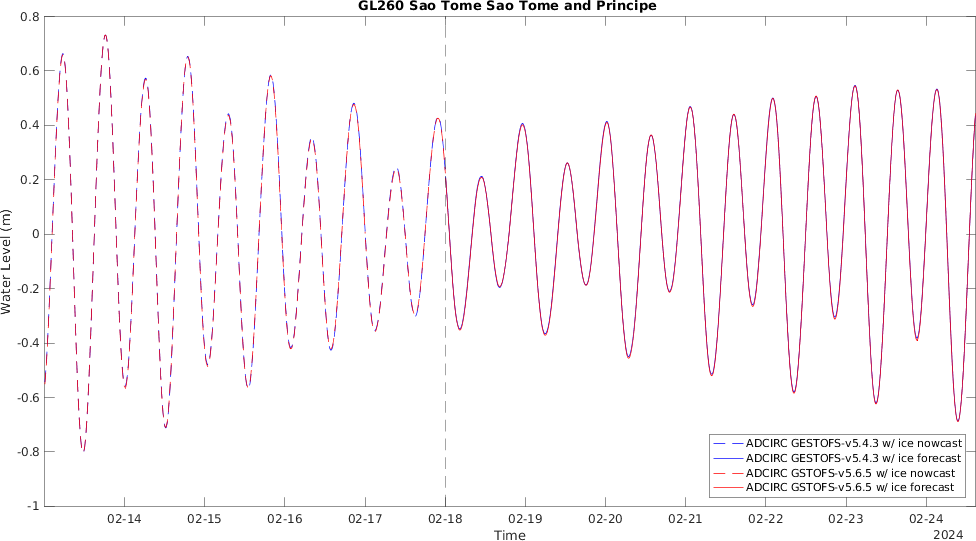 GL260 Sao Tome Sao Tome and Principe
0.8
0.6
0.4
0.2
0
-0.2
-0.4
-0.6
-0.8
-1
Water Level (m)
ADCIRC GESTOFS-v5.4.3 w/ ice nowcast
ADCIRC GESTOFS-v5.4.3 w/ ice forecast
ADCIRC GSTOFS-v5.6.5 w/ ice nowcast
ADCIRC GSTOFS-v5.6.5 w/ ice forecast
02-14 02-15 02-16 02-17 02-18 02-19 02-20 02-21 02-22 02-23 02-24
Time
2024